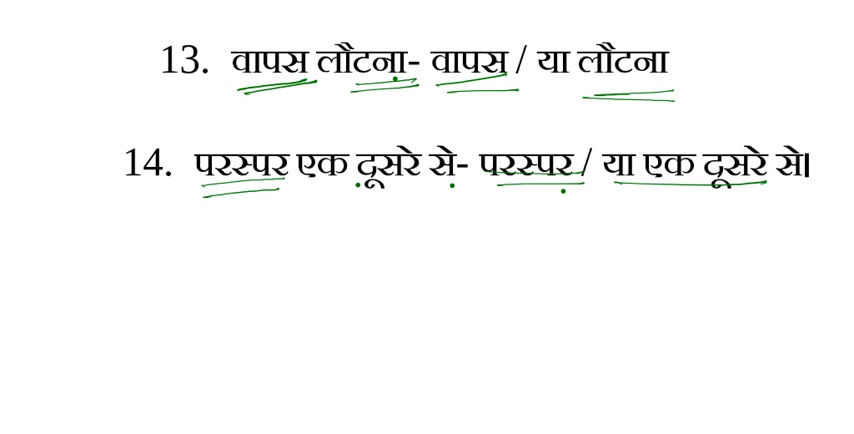 13. वापस लौटना- वापस / या लौटना
14. परस्पर एक दूसरे से- परस्पर / या एक दूसरे से।